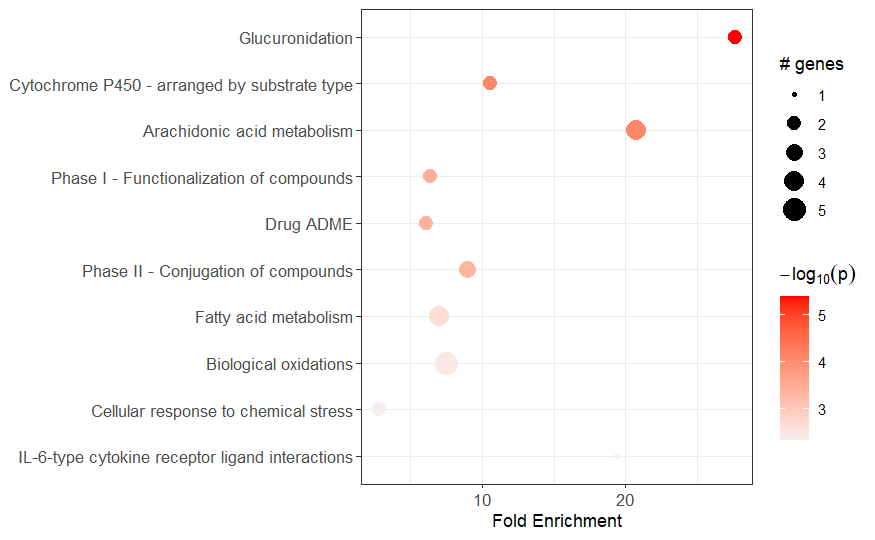 Glucuronidation
Cytochrome P450 - arranged by substrate type
Arachidonic acid metabolism
Phase I - Functionalization of compounds
Drug ADME
Phase II - Conjugation of compounds
Fatty acid metabolism
Biological oxidations
Cellular response to chemical stress
IL-6-type cytokine receptor ligand interactions
10 20
Fold Enrichment
# genes
1
2
3
4
5
−log10(p)
5
4
3